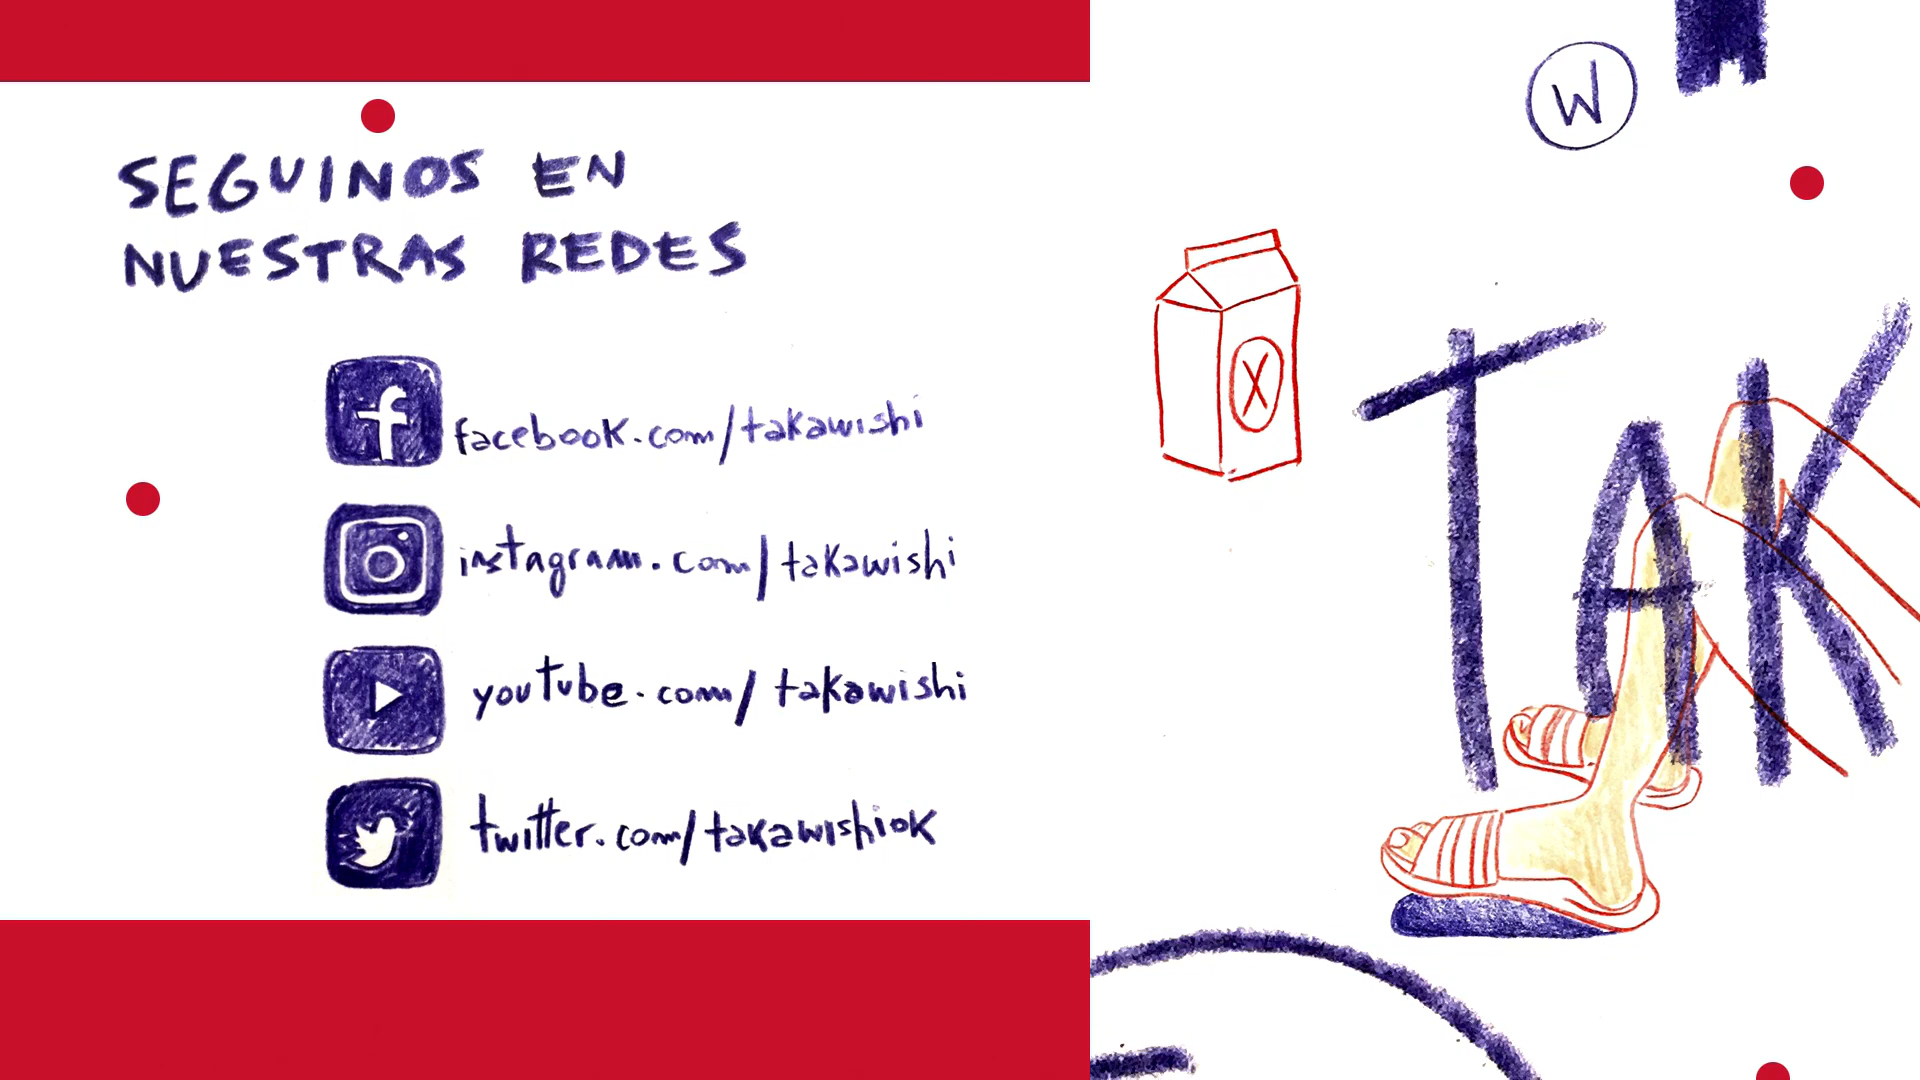 SEGUINOS EN
NUESTRAS REDES
facebook.com/takawishi
instagram.com/takawishi
youtube.com/takawishi
twitter.com/takawishiok
W
X
TAK